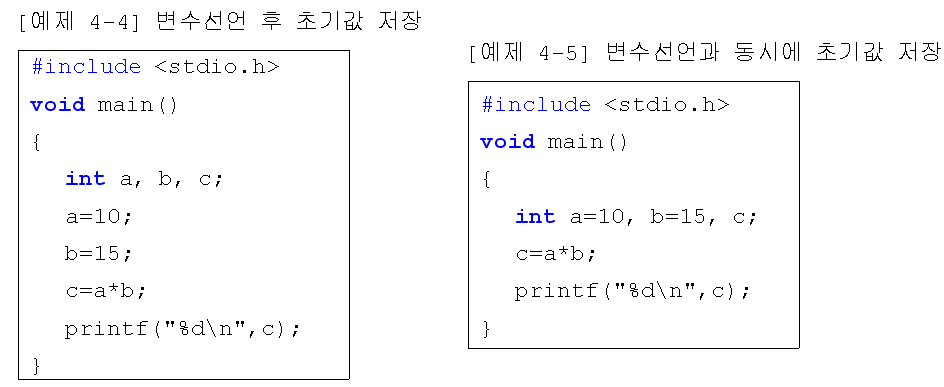 [예제 4-4] 변수선언 후 초기값 저장
#include <stdio.h>
void main()
{
int a, b, c;
a=10;
b=15;
c=a*b;
printf("%d\n",c);
}
[예제 4-5] 변수선언과 동시에 초기값 저장
#include <stdio.h>
void main()
{
int a=10, b=15, c;
c=a*b;
printf("%d\n",c);
}